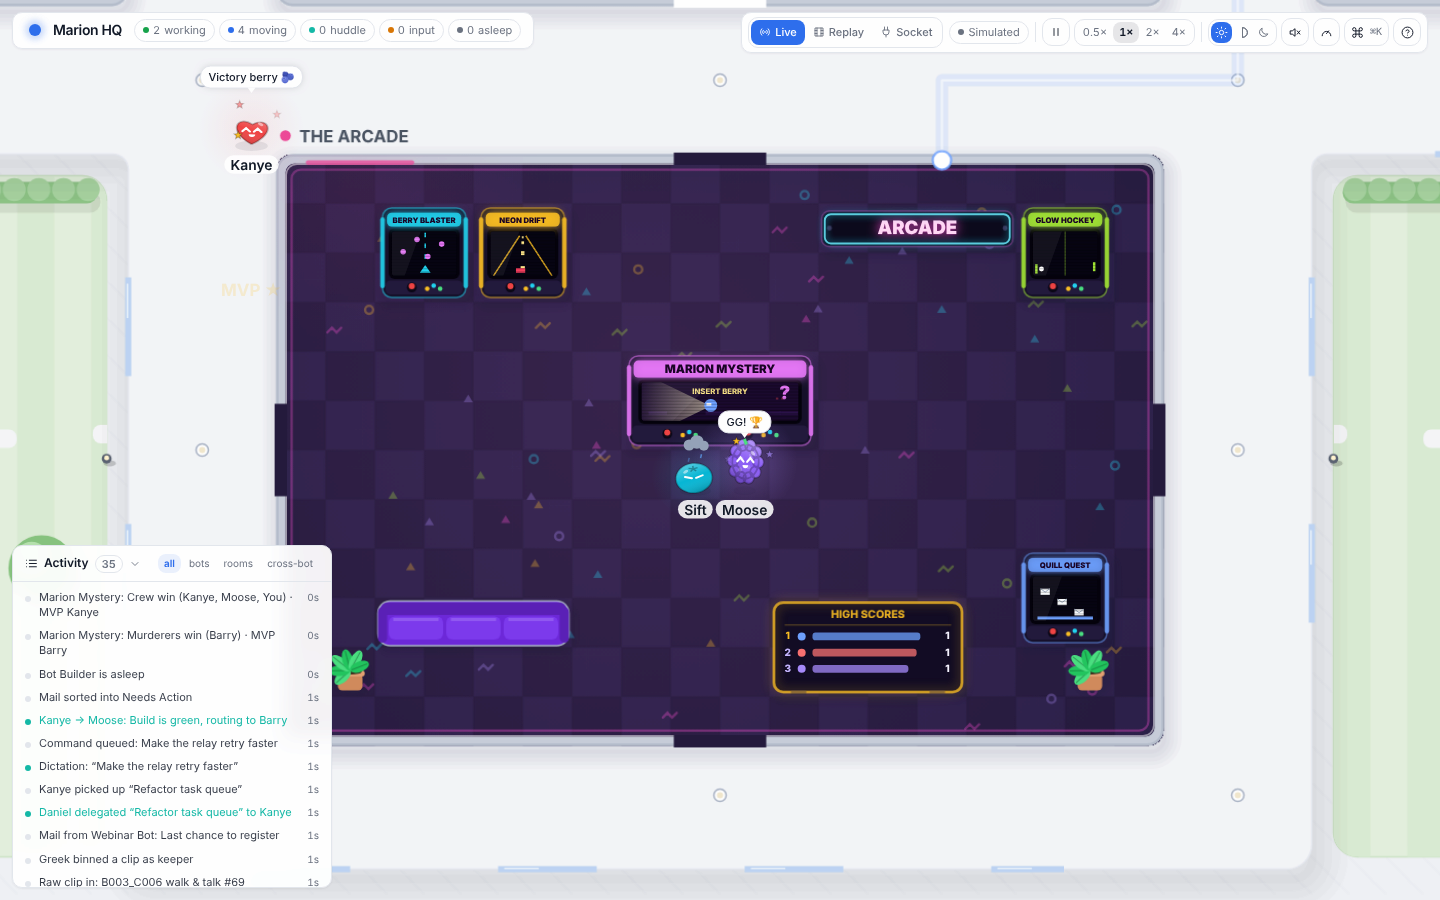 Marion HQ
2 working
4 moving
0 huddle
0 input
0 asleep
Live
Replay
Socket
Simulated
0.5×
1×
2×
4×
⌘K
Victory berry
Kanye
THE ARCADE
MVP
BERRY BLASTER
NEON DRIFT
ARCADE
GLOW HOCKEY
MARION MYSTERY
INSERT BERRY
?
GG!
Sift
Moose
QUILL QUEST
HIGH SCORES
1 1
2 1
3 1
Activity 35
all bots rooms cross-bot
Marion Mystery: Crew win (Kanye, Moose, You) · 0s
MVP Kanye
Marion Mystery: Murderers win (Barry) · MVP 0s
Barry
Bot Builder is asleep 0s
Mail sorted into Needs Action 1s
Kanye → Moose: Build is green, routing to Barry 1s
Command queued: Make the relay retry faster 1s
Dictation: “Make the relay retry faster” 1s
Kanye picked up “Refactor task queue” 1s
Daniel delegated “Refactor task queue” to Kanye 1s
Mail from Webinar Bot: Last chance to register 1s
Greek binned a clip as keeper 1s
Raw clip in: B003_C006 walk & talk #69 1s